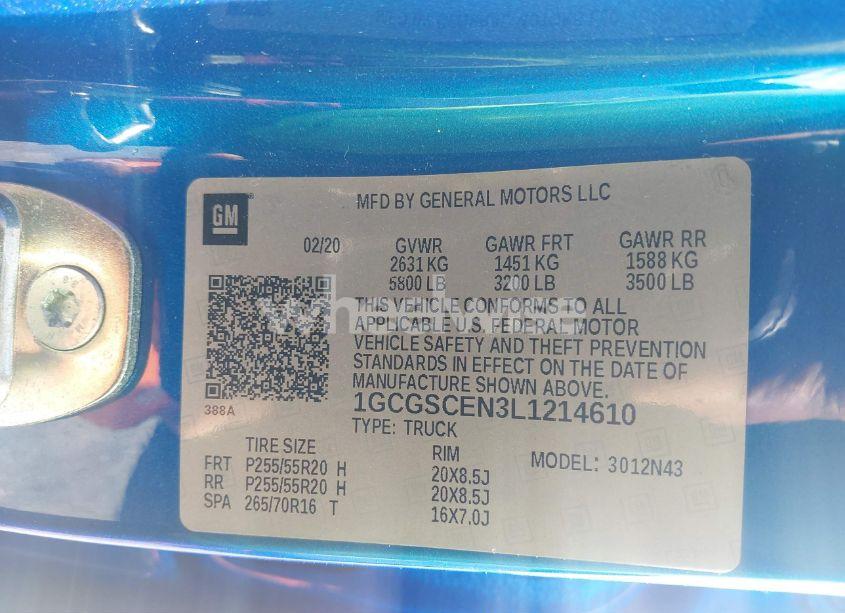 GM
MFD BY GENERAL MOTORS LLC
02/20 GVWR GAWR FRT GAWR RR
2631 KG 1451 KG 1588 KG
5800 LB 3200 LB 3500 LB
THIS VEHICLE CONFORMS TO ALL
APPLICABLE U.S. FEDERAL MOTOR
VEHICLE SAFETY AND THEFT PREVENTION
STANDARDS IN EFFECT ON THE DATE OF
MANUFACTURE SHOWN ABOVE.
388A
1GCGSCEN3L1214610
TYPE: TRUCK
TIRE SIZE RIM MODEL: 3012N43
FRT P255/55R20 H 20X8.5J
RR P255/55R20 H 20X8.5J
SPA 265/70R16 T 16X7.0J